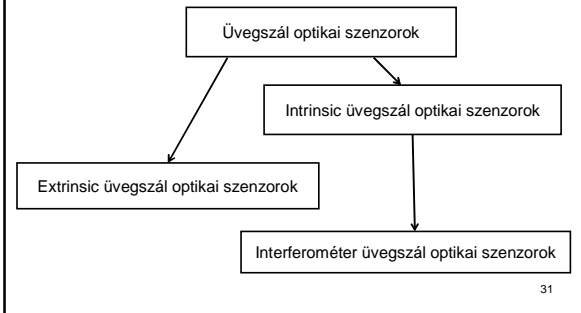 Üvegszál optikai szenzorok
Intrinsic üvegszál optikai szenzorok
Extrinsic üvegszál optikai szenzorok
Interferométer üvegszál optikai szenzorok
31